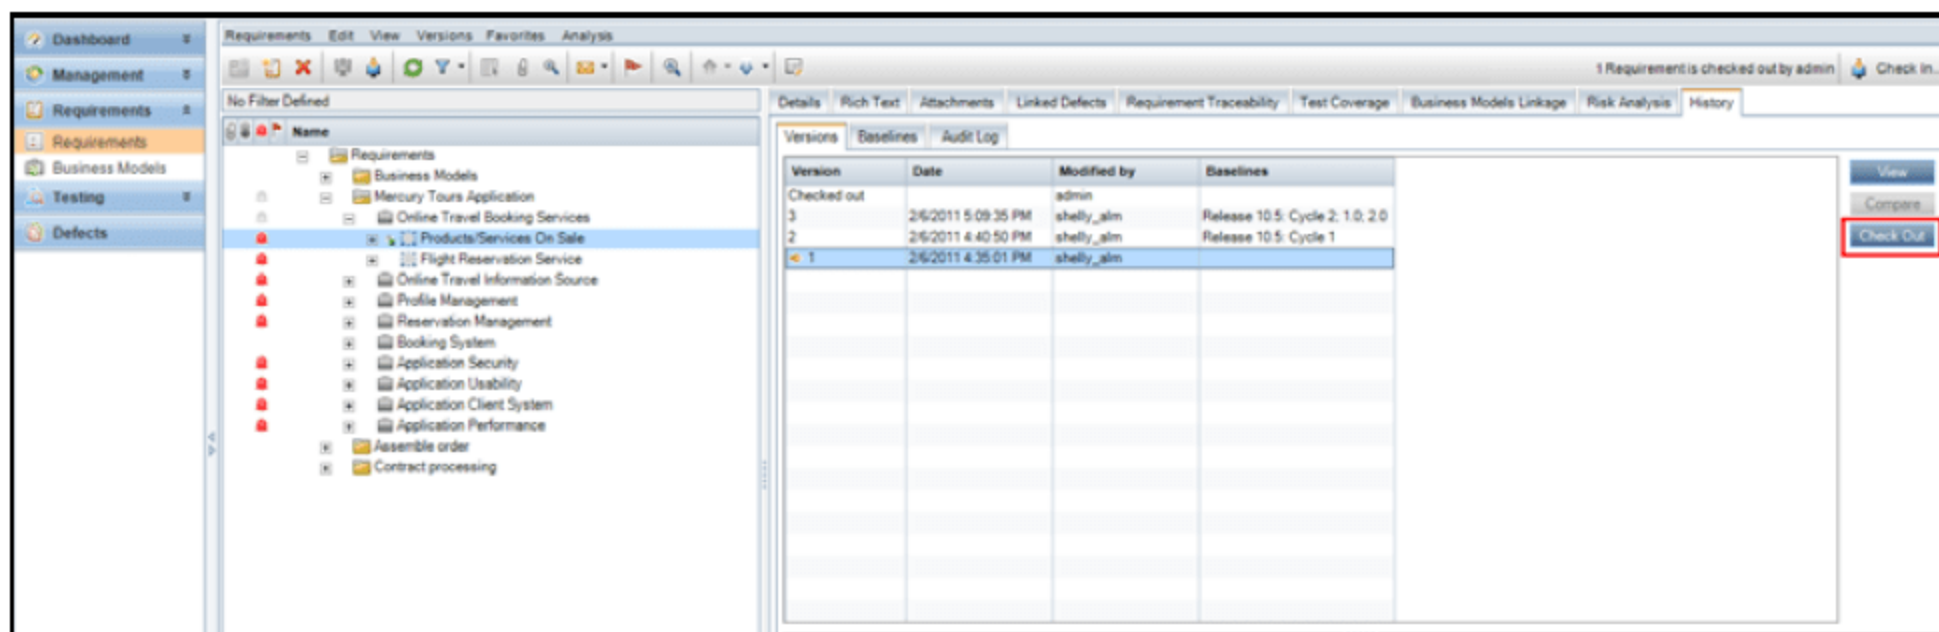 Dashboard
Management
Requirements
Requirements
Business Models
Testing
Defects
Requirements Edit View Versions Favorites Analysis
1 Requirement is checked out by admin Check In...
No Filter Defined
Name
Requirements
Business Models
Mercury Tours Application
Online Travel Booking Services
Products/Services On Sale
Flight Reservation Service
Online Travel Information Source
Profile Management
Reservation Management
Booking System
Application Security
Application Usability
Application Client System
Application Performance
Assemble order
Contract processing
Details Rich Text Attachments Linked Defects Requirement Traceability Test Coverage Business Models Linkage Risk Analysis History
Versions Baselines Audit Log
Version Date Modified by Baselines
Checked out admin
3 2/6/2011 5:09:35 PM shelly_alm Release 10.5: Cycle 2; 1.0; 2.0
2 2/6/2011 4:40:50 PM shelly_alm Release 10.5: Cycle 1
1 2/6/2011 4:35:01 PM shelly_alm
View
Compare
Check Out